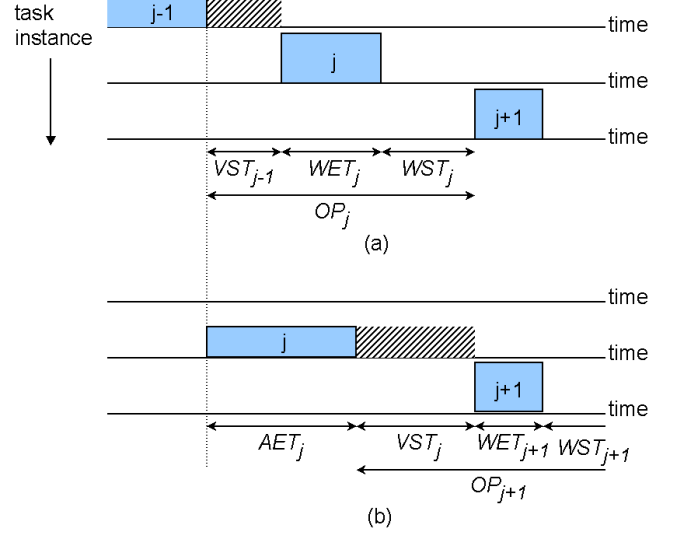 task
instance
j-1
time
j
time
j+1
time
VST_{j-1} WET_j WST_j
OP_j
(a)
time
j
time
j+1
time
AET_j VST_j WET_{j+1} WST_{j+1}
OP_{j+1}
(b)